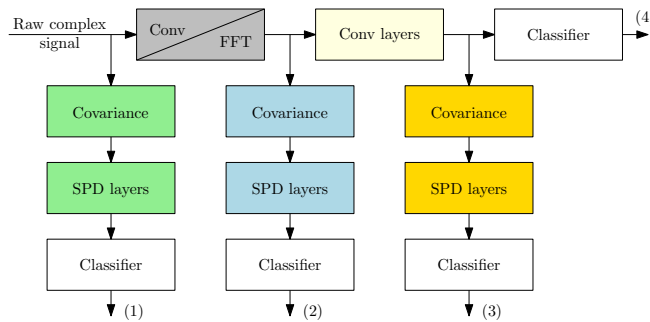 Raw complex
signal
Conv
FFT
Conv layers
Classifier
(4
Covariance
Covariance
Covariance
SPD layers
SPD layers
SPD layers
Classifier
Classifier
Classifier
(1)
(2)
(3)